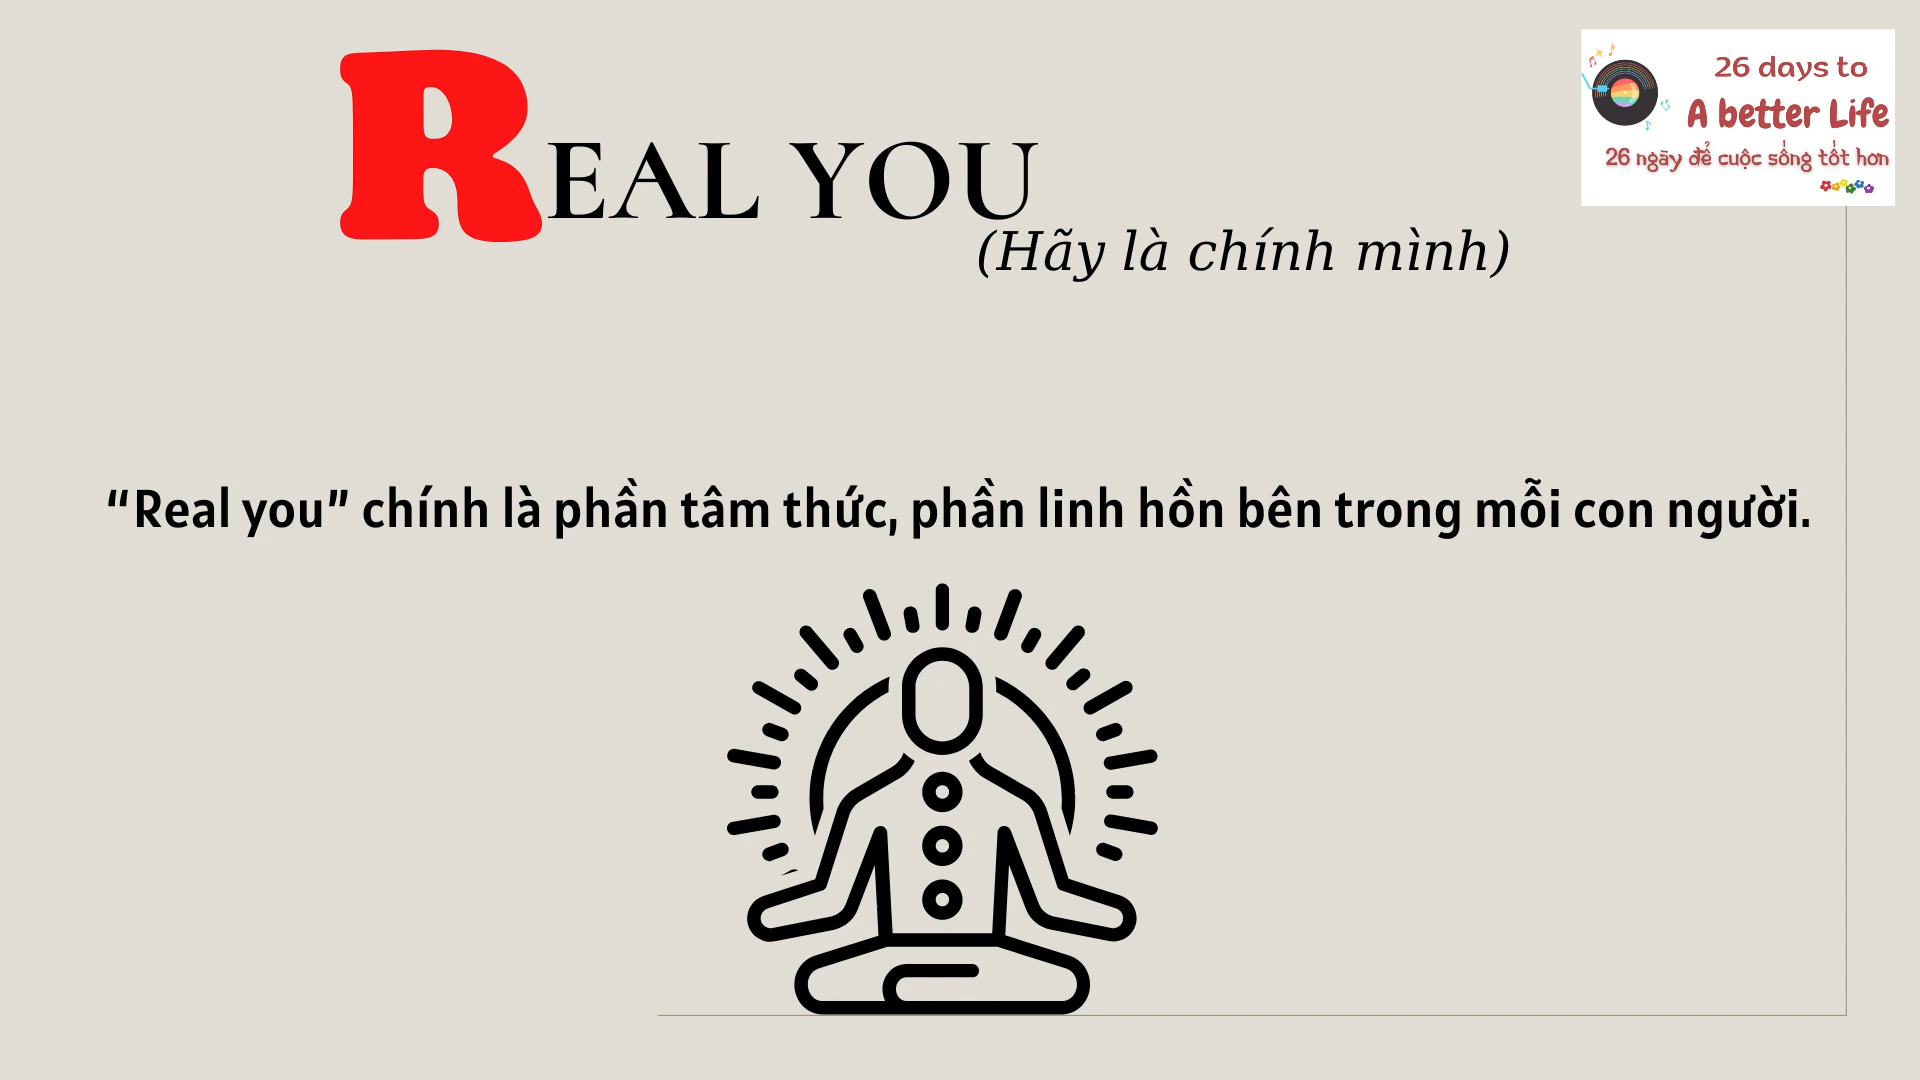 REAL YOU
(Hãy là chính mình)
26 days to
A better Life
26 ngày để cuộc sống tốt hơn
“Real you” chính là phần tâm thức, phần linh hồn bên trong mỗi con người.